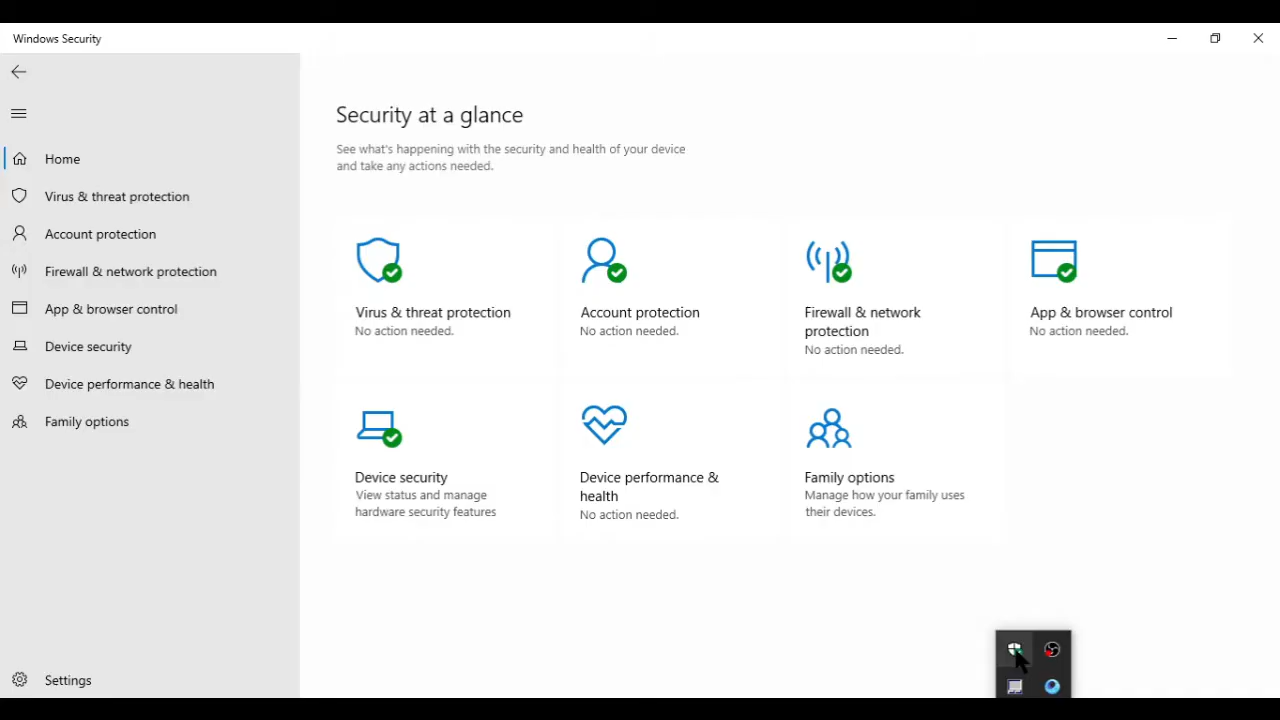 Windows Security
Security at a glance
See what's happening with the security and health of your device
and take any actions needed.
Home
Virus & threat protection
Account protection
Firewall & network protection
App & browser control
Device security
Device performance & health
Family options
Settings
Virus & threat protection
No action needed.
Account protection
No action needed.
Firewall & network
protection
No action needed.
App & browser control
No action needed.
Device security
View status and manage
hardware security features
Device performance &
health
No action needed.
Family options
Manage how your family uses
their devices.